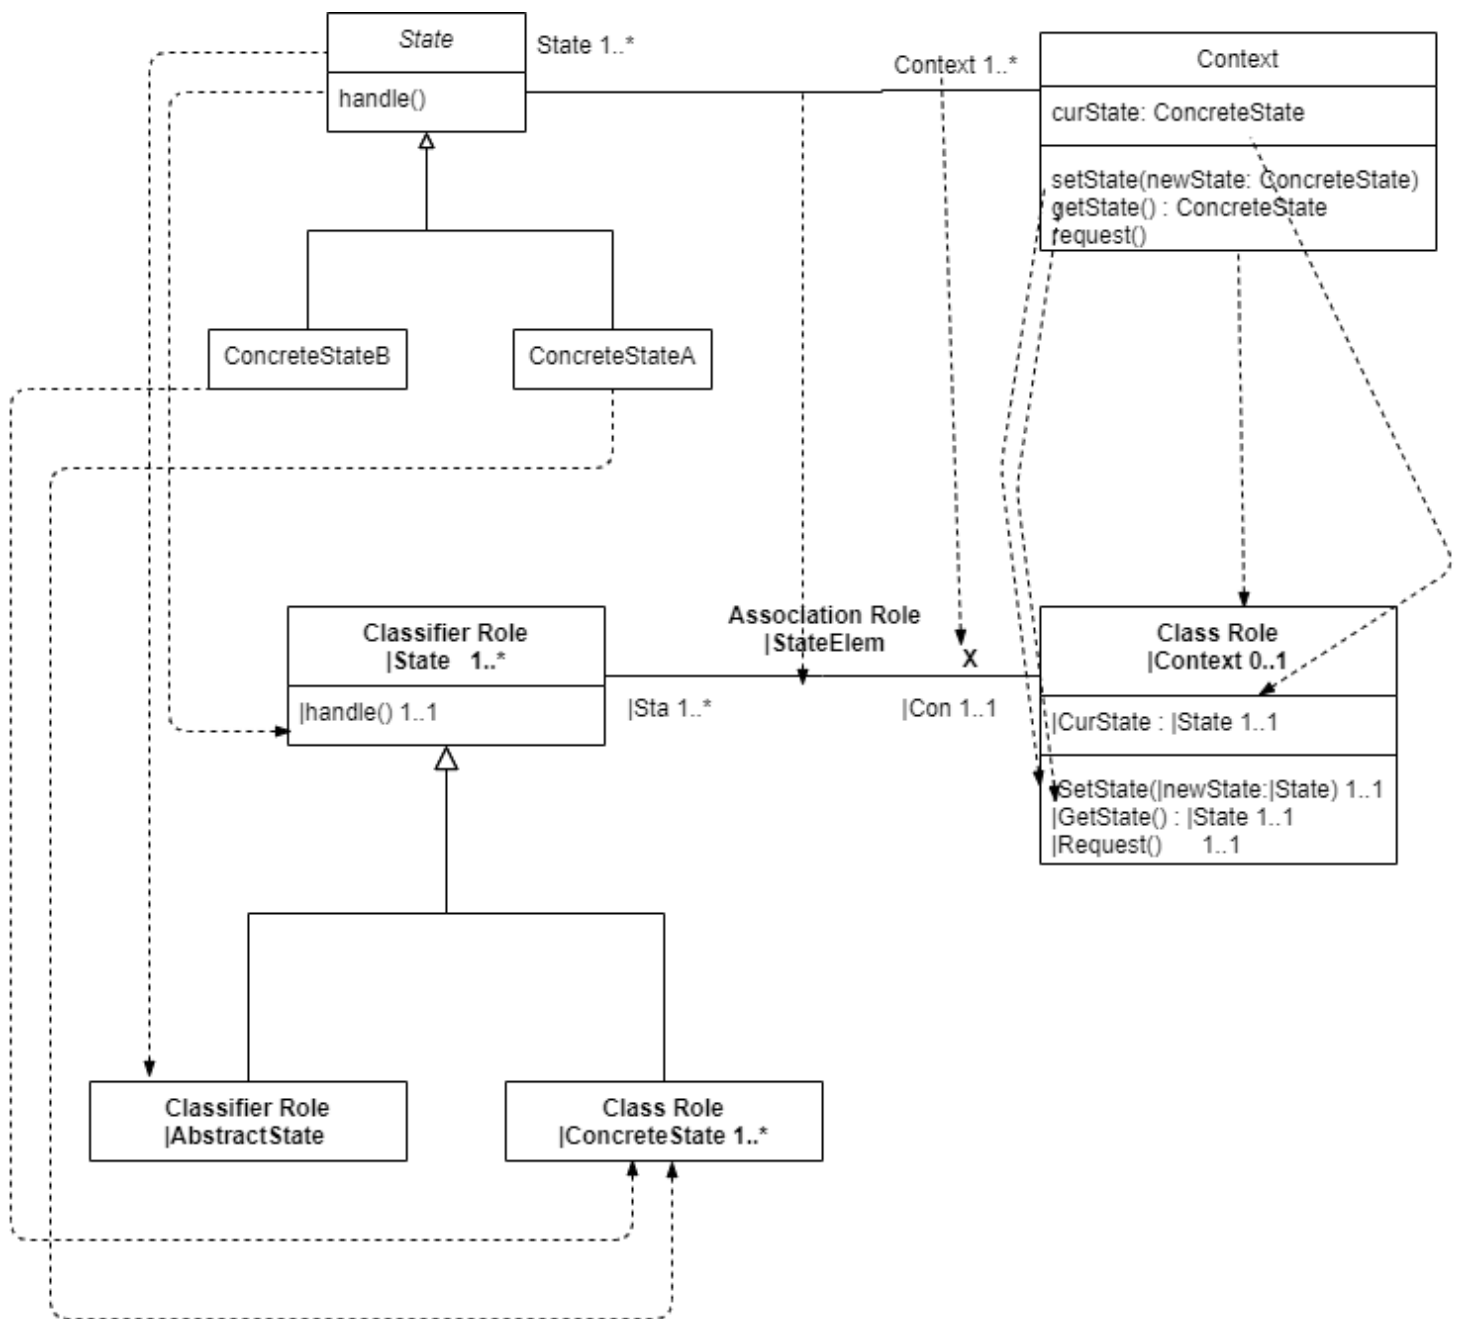 State
State 1..*
handle()
Context 1..*
Context
curState: ConcreteState
setState(newState: ConcreteState)
getState() : ConcreteState
request()
ConcreteStateB
ConcreteStateA
Classifier Role
|State 1..*
|handle() 1..1
Association Role
|StateElem
X
|Sta 1..*
|Con 1..1
Class Role
|Context 0..1
|CurState : |State 1..1
|SetState(|newState:|State) 1..1
|GetState() : |State 1..1
|Request() 1..1
Classifier Role
|AbstractState
Class Role
|ConcreteState 1..*